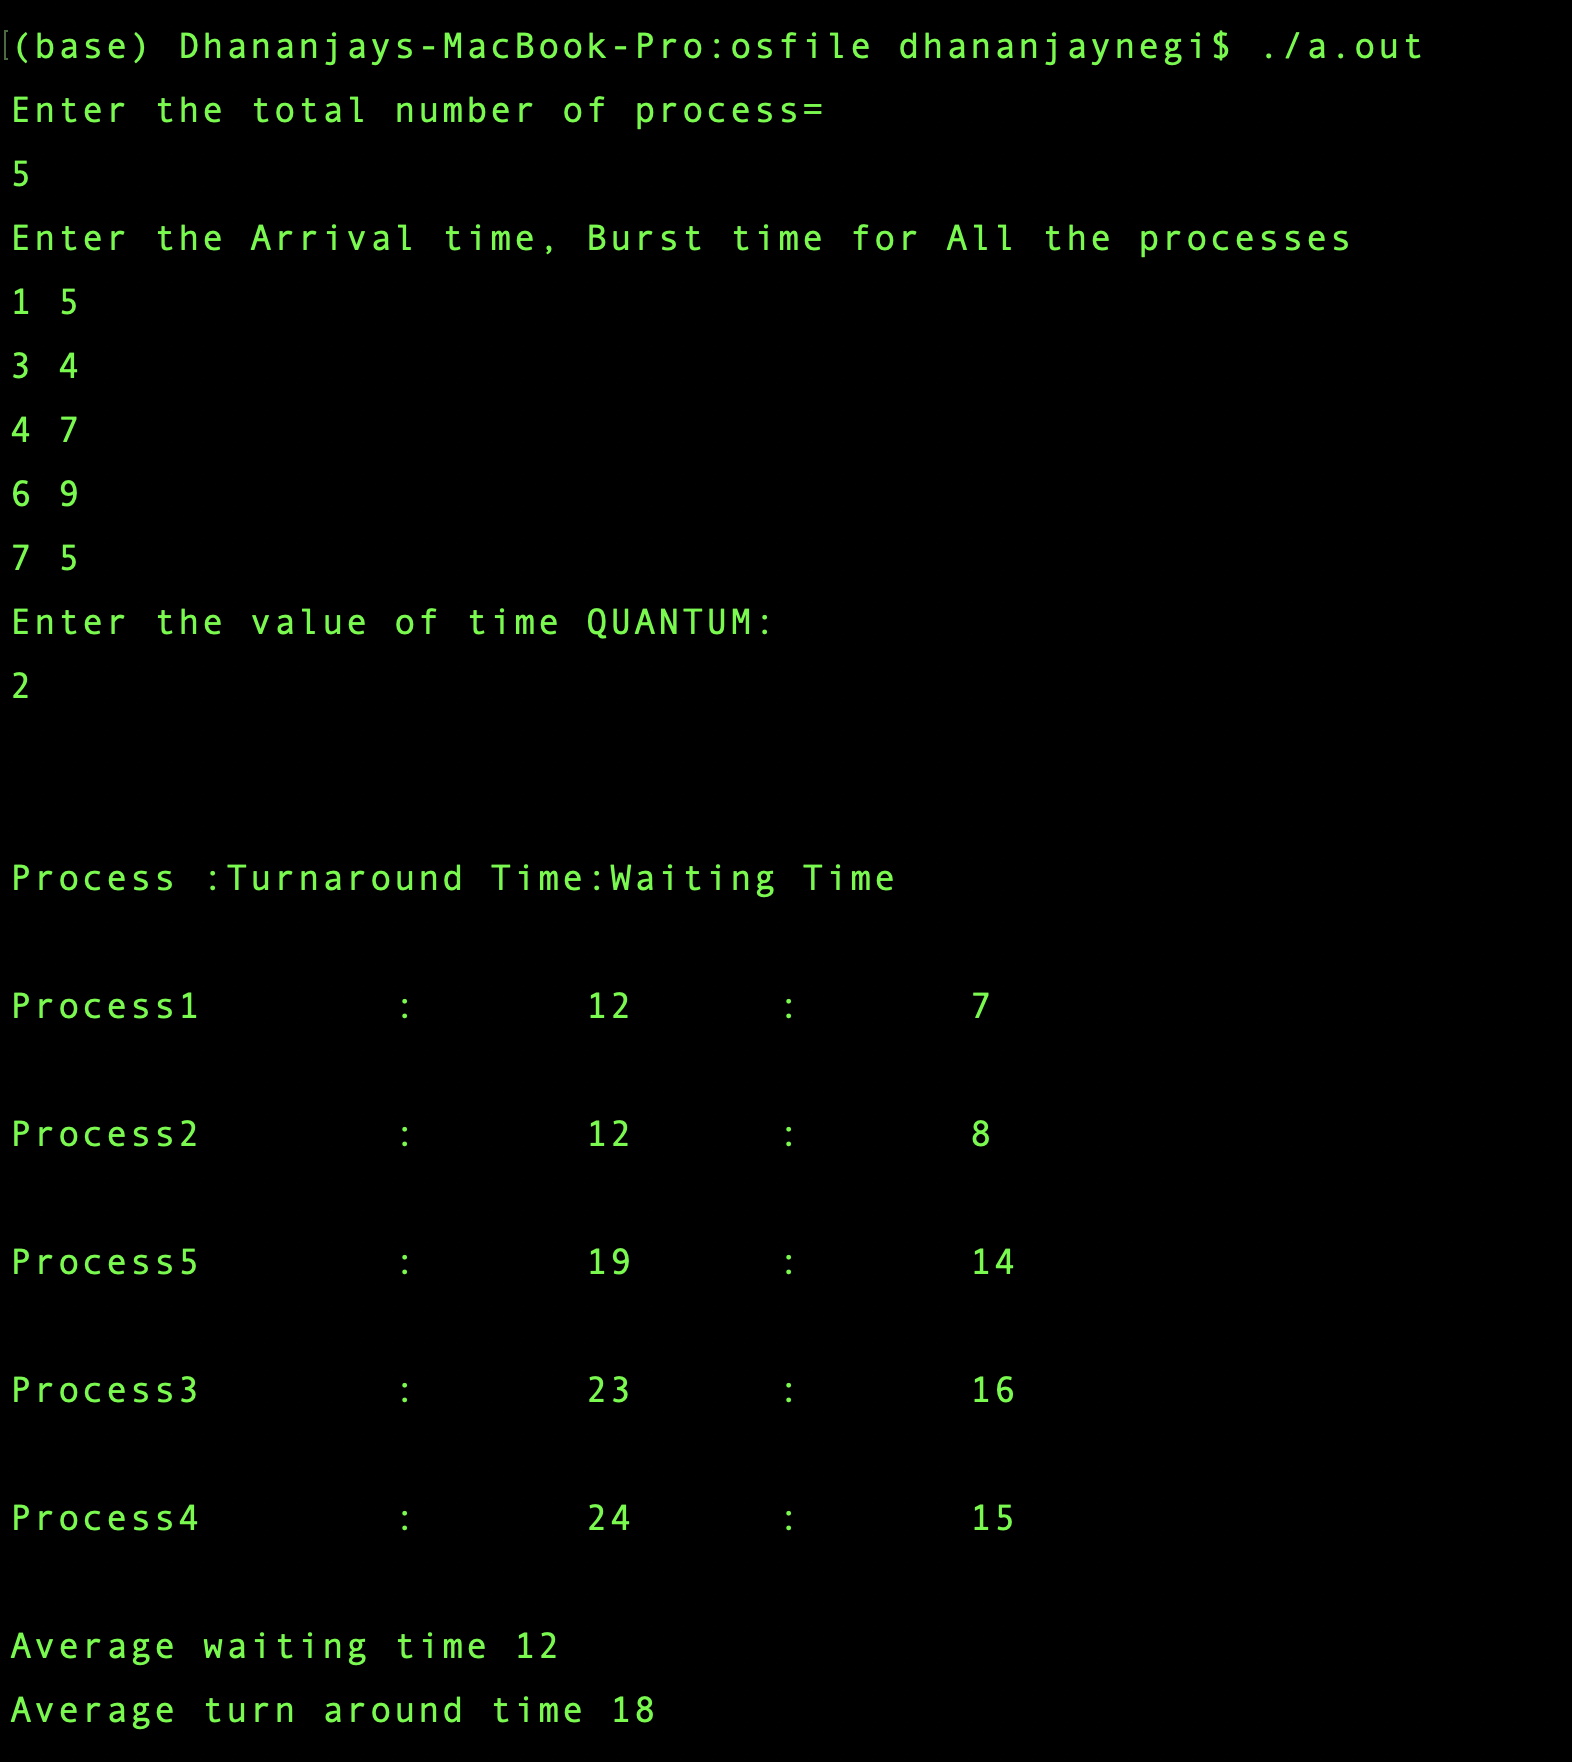 (base) Dhananjays-MacBook-Pro:osfile dhananjaynegi$ ./a.out
Enter the total number of process=
5
Enter the Arrival time, Burst time for All the processes
1 5
3 4
4 7
6 9
7 5
Enter the value of time QUANTUM:
2
Process :Turnaround Time:Waiting Time
Process1 : 12 : 7
Process2 : 12 : 8
Process5 : 19 : 14
Process3 : 23 : 16
Process4 : 24 : 15
Average waiting time 12
Average turn around time 18